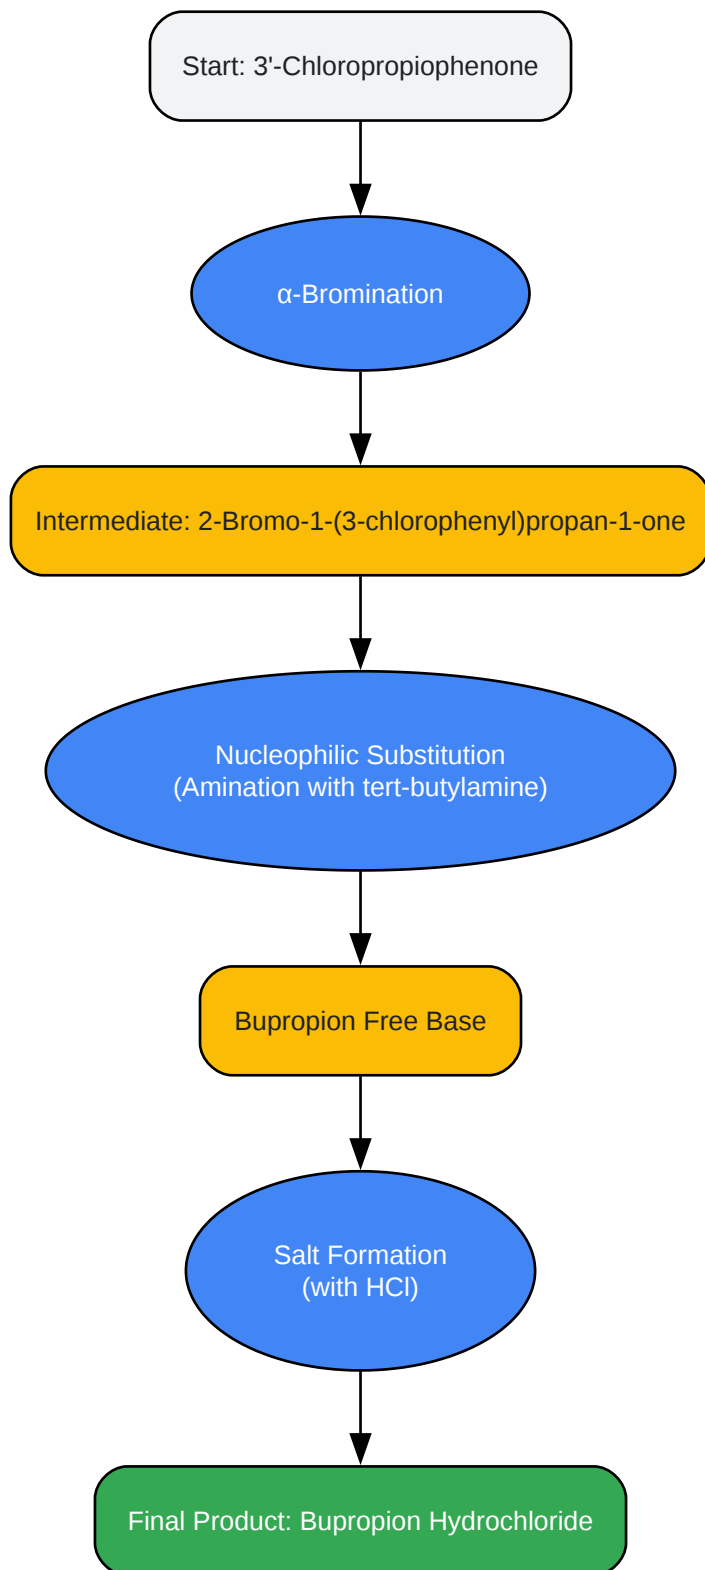 Start: 3'-Chloropropiophenone
α-Bromination
Intermediate: 2-Bromo-1-(3-chlorophenyl)propan-1-one
Nucleophilic Substitution
(Amination with tert-butylamine)
Bupropion Free Base
Salt Formation
(with HCl)
Final Product: Bupropion Hydrochloride